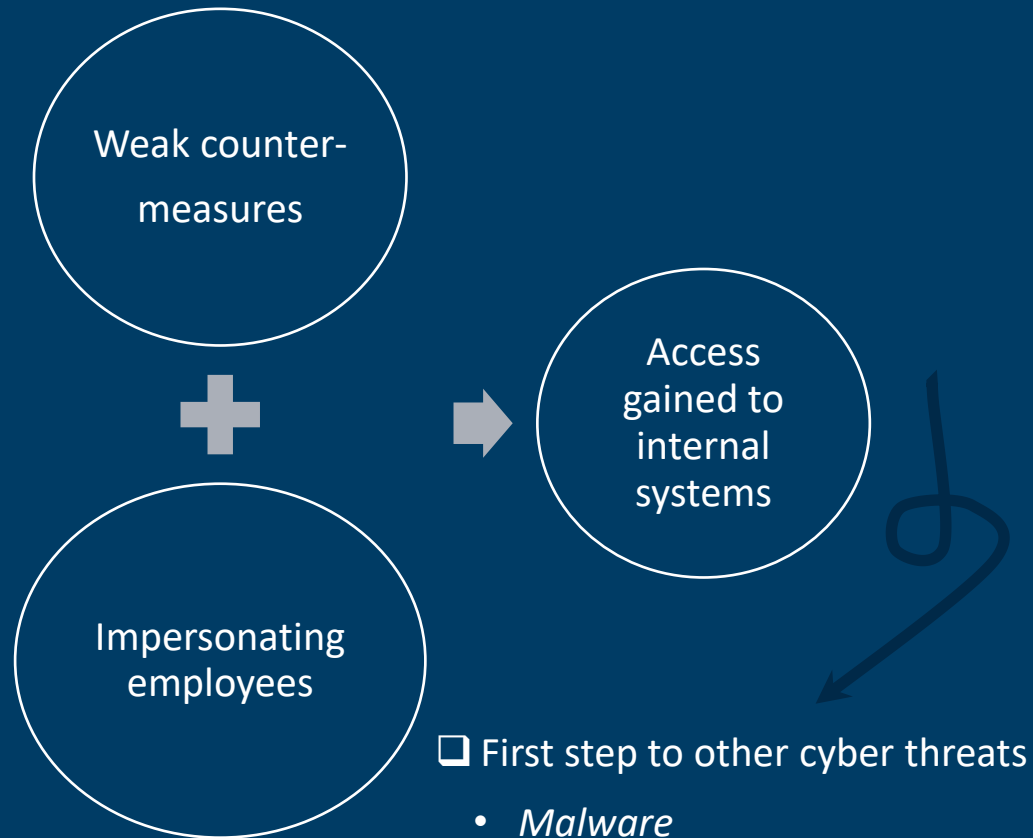 Weak counter-
measures
Impersonating
employees
Access
gained to
internal
systems
❑ First step to other cyber threats
• Malware